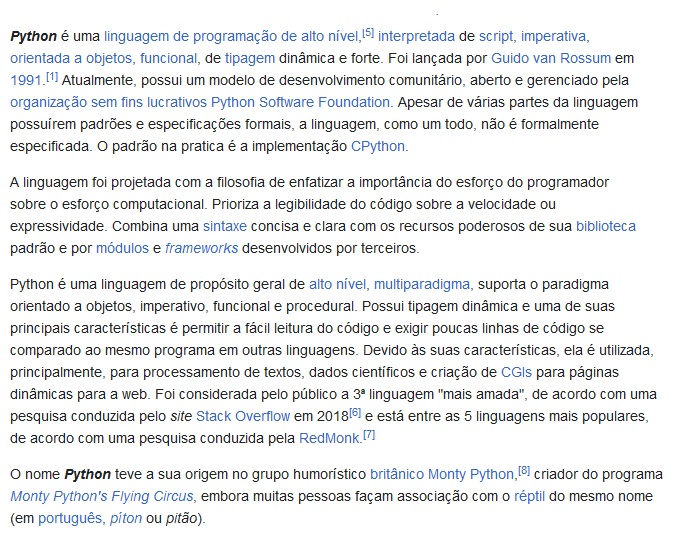 Python é uma linguagem de programação de alto nível,[5] interpretada de script, imperativa,
orientada a objetos, funcional, de tipagem dinâmica e forte. Foi lançada por Guido van Rossum em
1991.[1] Atualmente, possui um modelo de desenvolvimento comunitário, aberto e gerenciado pela
organização sem fins lucrativos Python Software Foundation. Apesar de várias partes da linguagem
possuírem padrões e especificações formais, a linguagem, como um todo, não é formalmente
especificada. O padrão na pratica é a implementação CPython.
A linguagem foi projetada com a filosofia de enfatizar a importância do esforço do programador
sobre o esforço computacional. Prioriza a legibilidade do código sobre a velocidade ou
expressividade. Combina uma sintaxe concisa e clara com os recursos poderosos de sua biblioteca
padrão e por módulos e frameworks desenvolvidos por terceiros.
Python é uma linguagem de propósito geral de alto nível, multiparadigma, suporta o paradigma
orientado a objetos, imperativo, funcional e procedural. Possui tipagem dinâmica e uma de suas
principais características é permitir a fácil leitura do código e exigir poucas linhas de código se
comparado ao mesmo programa em outras linguagens. Devido às suas características, ela é utilizada,
principalmente, para processamento de textos, dados científicos e criação de CGIs para páginas
dinâmicas para a web. Foi considerada pelo público a 3ª linguagem "mais amada", de acordo com uma
pesquisa conduzida pelo site Stack Overflow em 2018[6] e está entre as 5 linguagens mais populares,
de acordo com uma pesquisa conduzida pela RedMonk.[7]
O nome Python teve a sua origem no grupo humorístico britânico Monty Python,[8] criador do programa
Monty Python's Flying Circus, embora muitas pessoas façam associação com o réptil do mesmo nome
(em português, píton ou pitão).